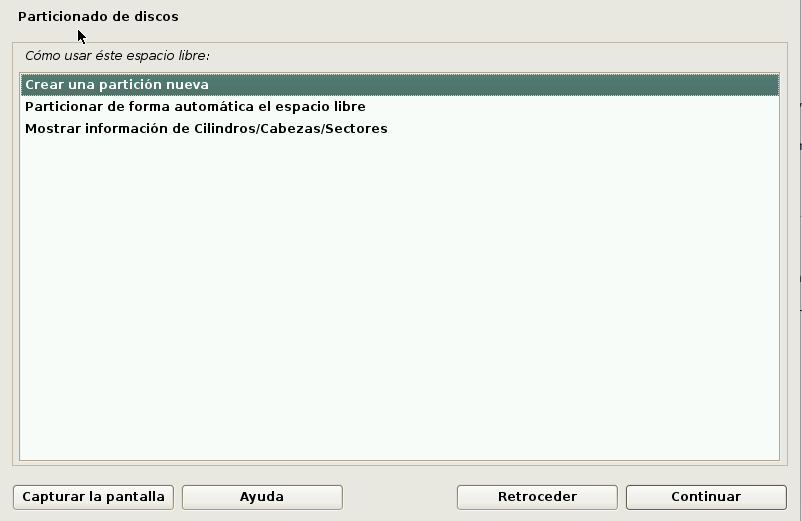 Particionado de discos
Cómo usar éste espacio libre:
Crear una partición nueva
Particionar de forma automática el espacio libre
Mostrar información de Cilindros/Cabezas/Sectores
Capturar la pantalla
Ayuda
Retroceder
Continuar